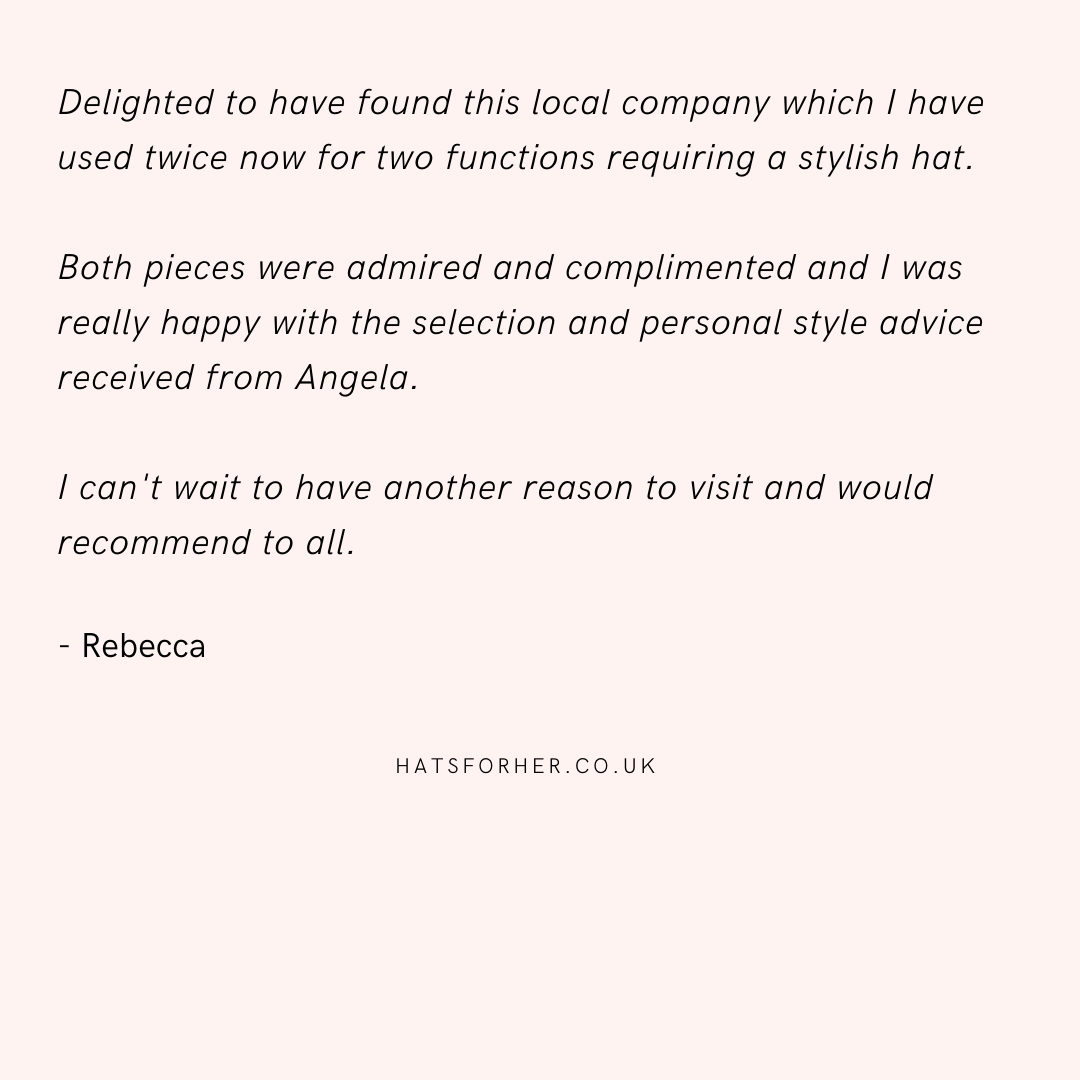 Delighted to have found this local company which I have
used twice now for two functions requiring a stylish hat.
Both pieces were admired and complimented and I was
really happy with the selection and personal style advice
received from Angela.
I can't wait to have another reason to visit and would
recommend to all.
- Rebecca
HATSFORHER.CO.UK